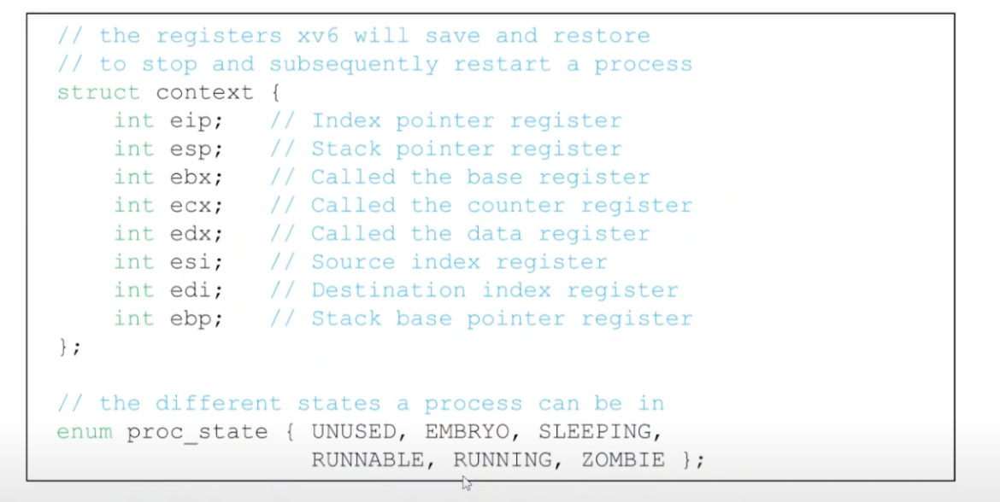 // the registers xv6 will save and restore
// to stop and subsequently restart a process
struct context {
    int eip;   // Index pointer register
    int esp;   // Stack pointer register
    int ebx;   // Called the base register
    int ecx;   // Called the counter register
    int edx;   // Called the data register
    int esi;   // Source index register
    int edi;   // Destination index register
    int ebp;   // Stack base pointer register
};
// the different states a process can be in
enum proc_state { UNUSED, EMBRYO, SLEEPING,
                  RUNNABLE, RUNNING, ZOMBIE };